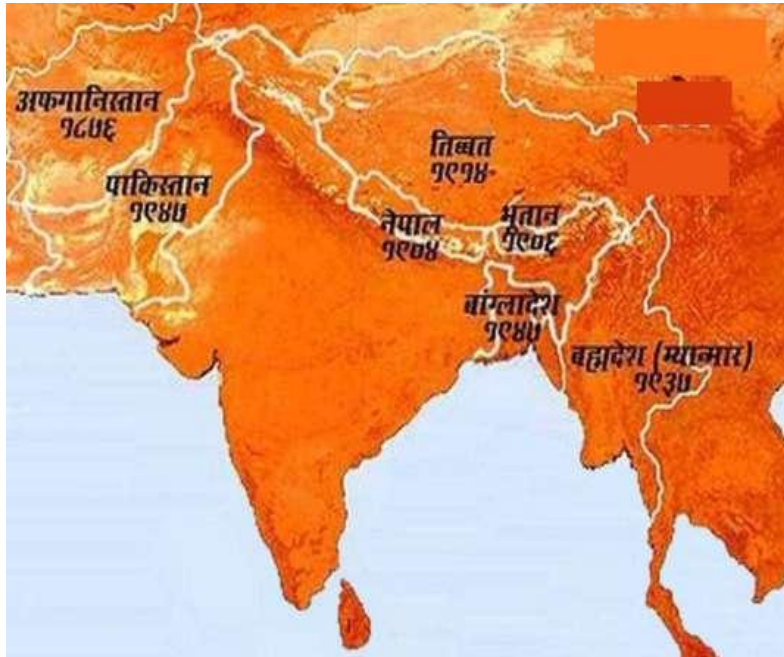 अफगानिस्तान
१८७६
पाकिस्तान
१९४७
तिब्बत
१९१४
नेपाल
१९०४
भूतान
१९०६
बांग्लादेश
१९४७
ब्रह्मदेश (म्यान्मार)
१९३७